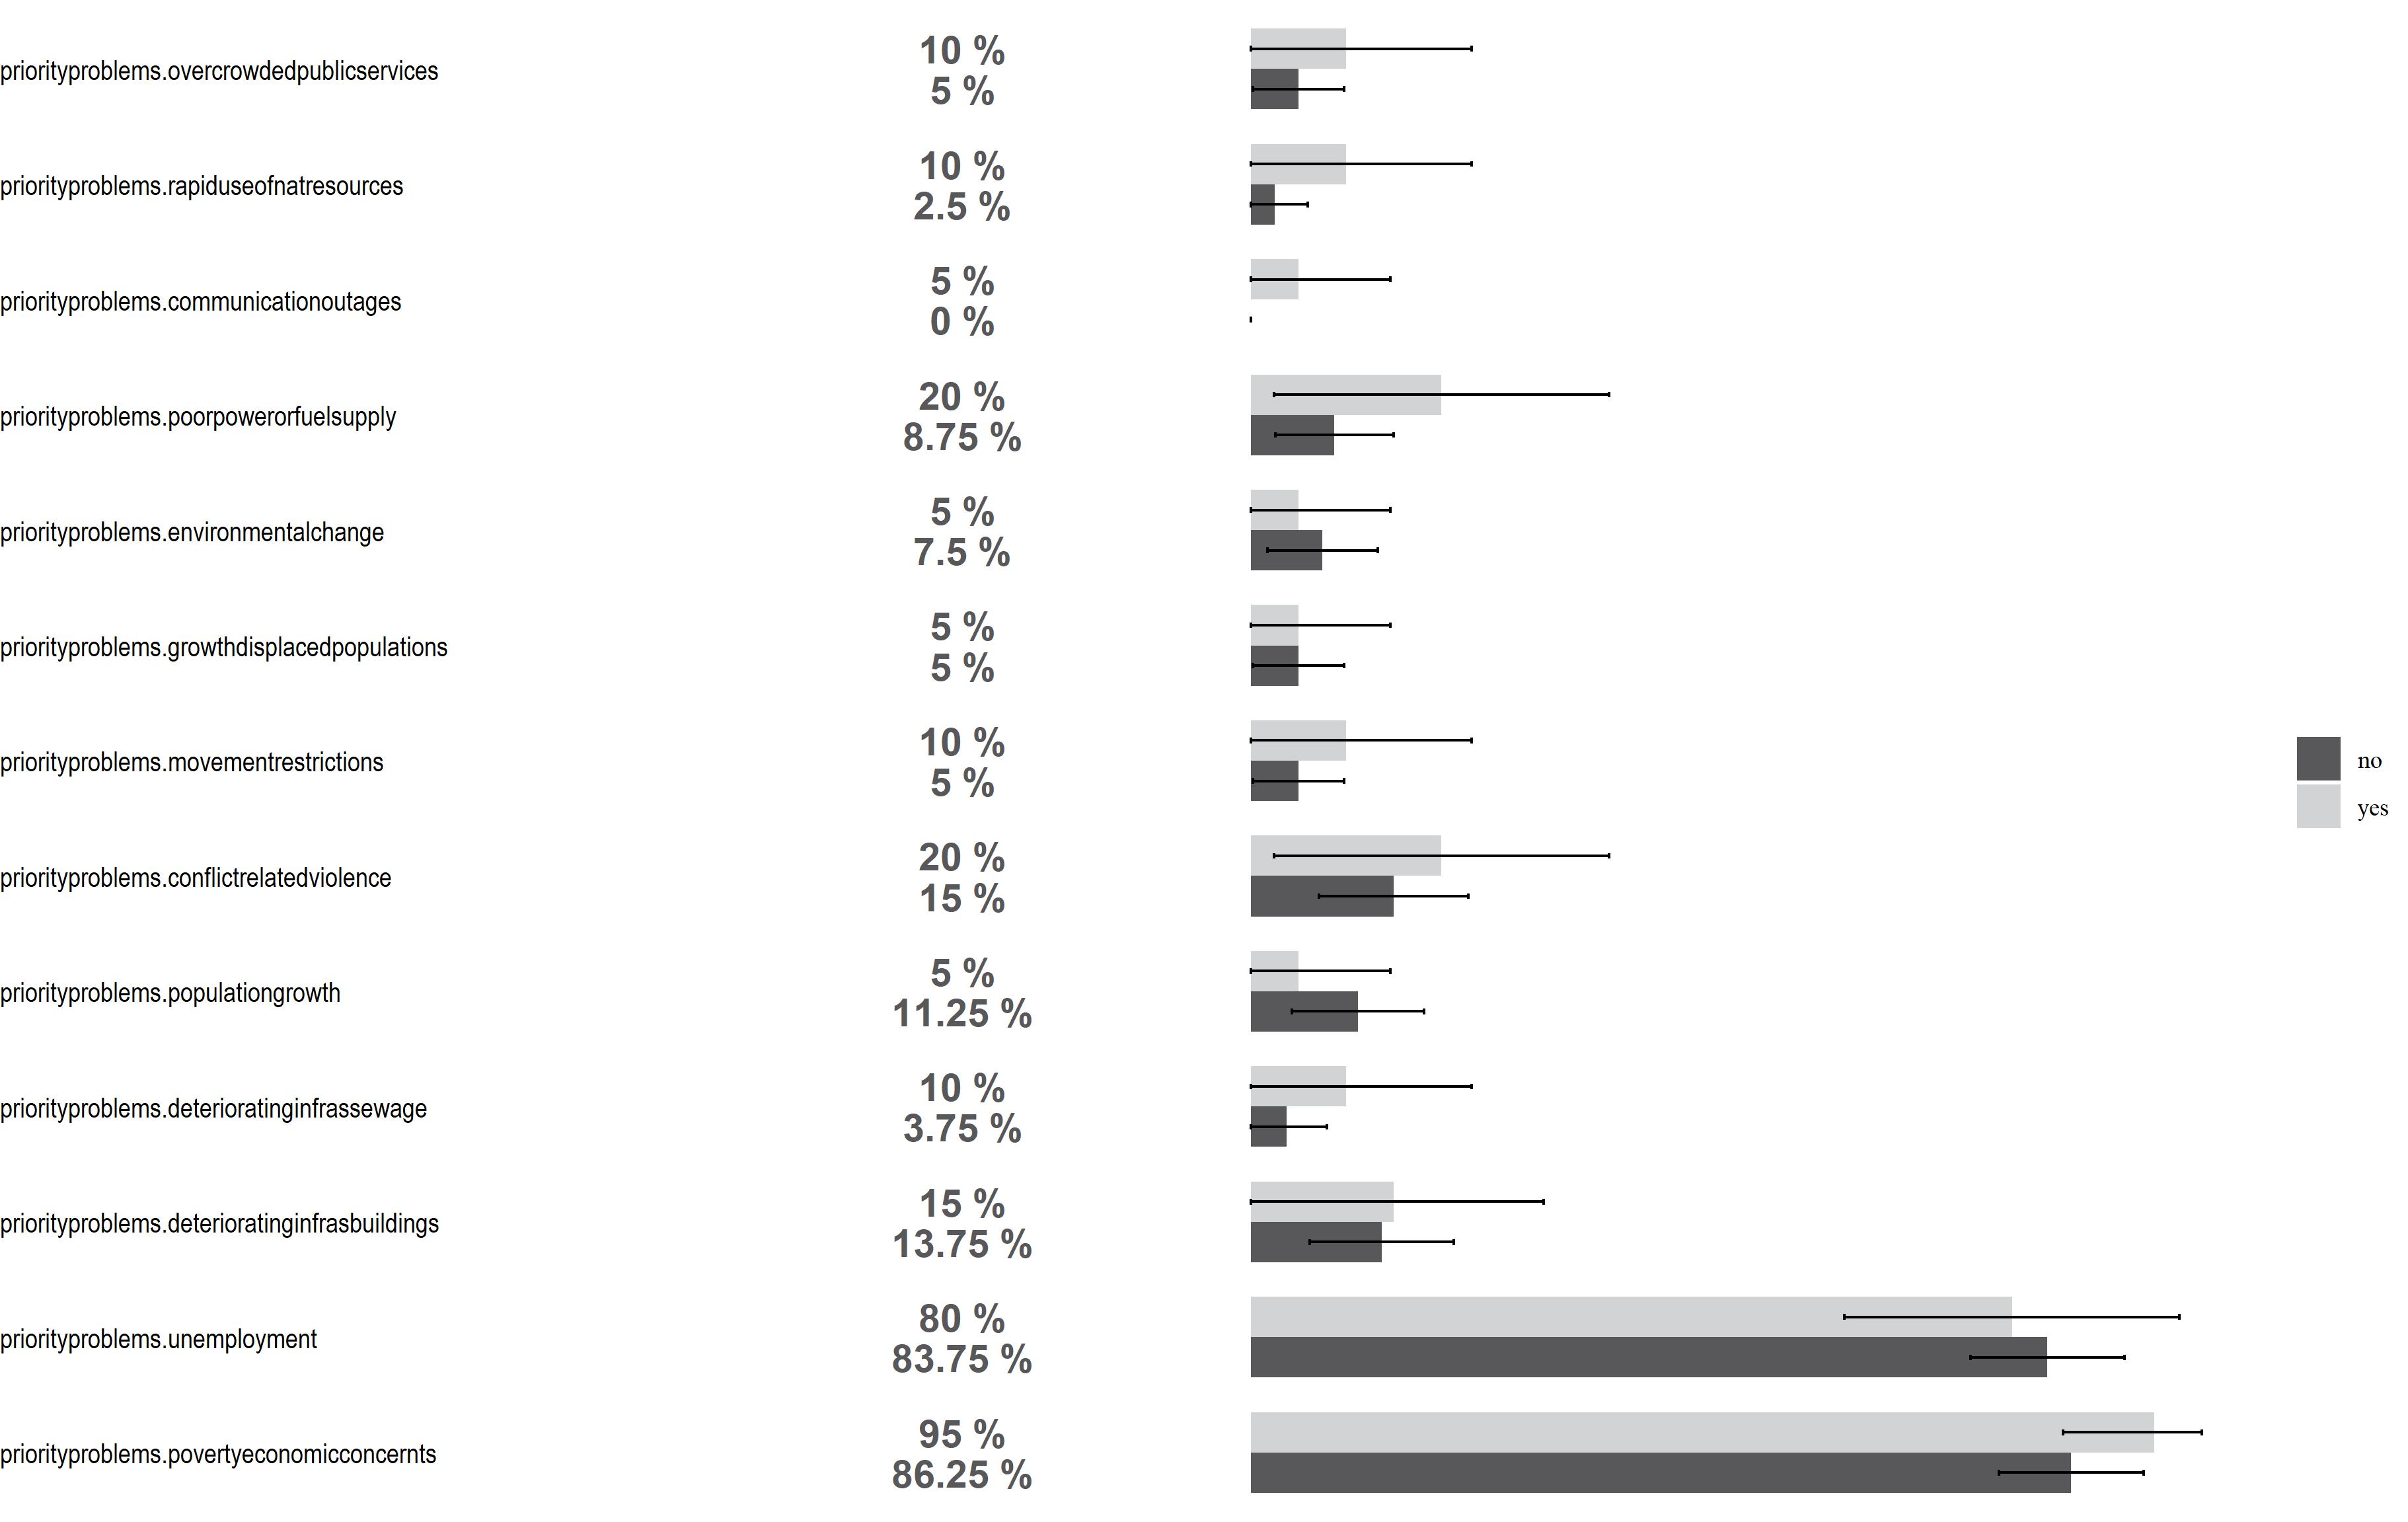 priorityproblems.overcrowdedpublicservices
10 %
5 %
priorityproblems.rapiduseofnatresources
10 %
2.5 %
priorityproblems.communicationoutages
5 %
0 %
priorityproblems.poorpowerorfuelsupply
20 %
8.75 %
priorityproblems.environmentalchange
5 %
7.5 %
priorityproblems.growthdisplacedpopulations
5 %
5 %
priorityproblems.movementrestrictions
10 %
5 %
priorityproblems.conflictrelatedviolence
20 %
15 %
priorityproblems.populationgrowth
5 %
11.25 %
priorityproblems.deterioratinginfrassewage
10 %
3.75 %
priorityproblems.deterioratinginfrasbuildings
15 %
13.75 %
priorityproblems.unemployment
80 %
83.75 %
priorityproblems.povertyeconomicconcernts
95 %
86.25 %
no
yes